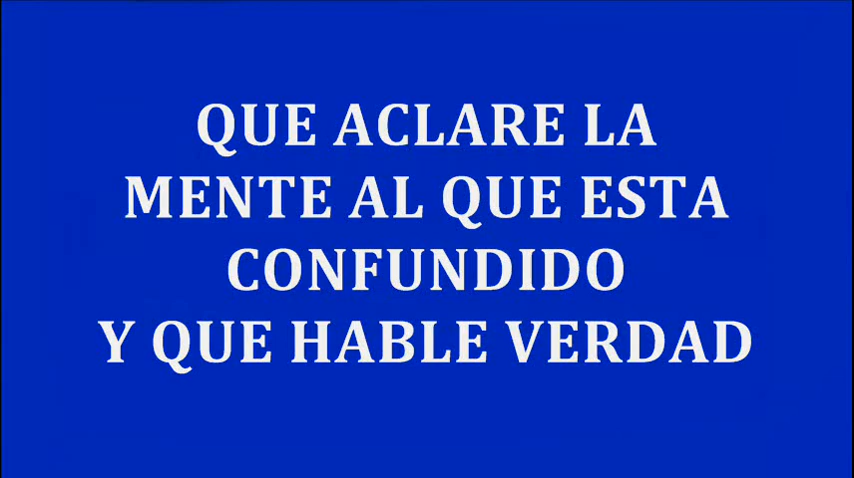 QUE ACLARE LA
MENTE AL QUE ESTA
CONFUNDIDO
Y QUE HABLE VERDAD